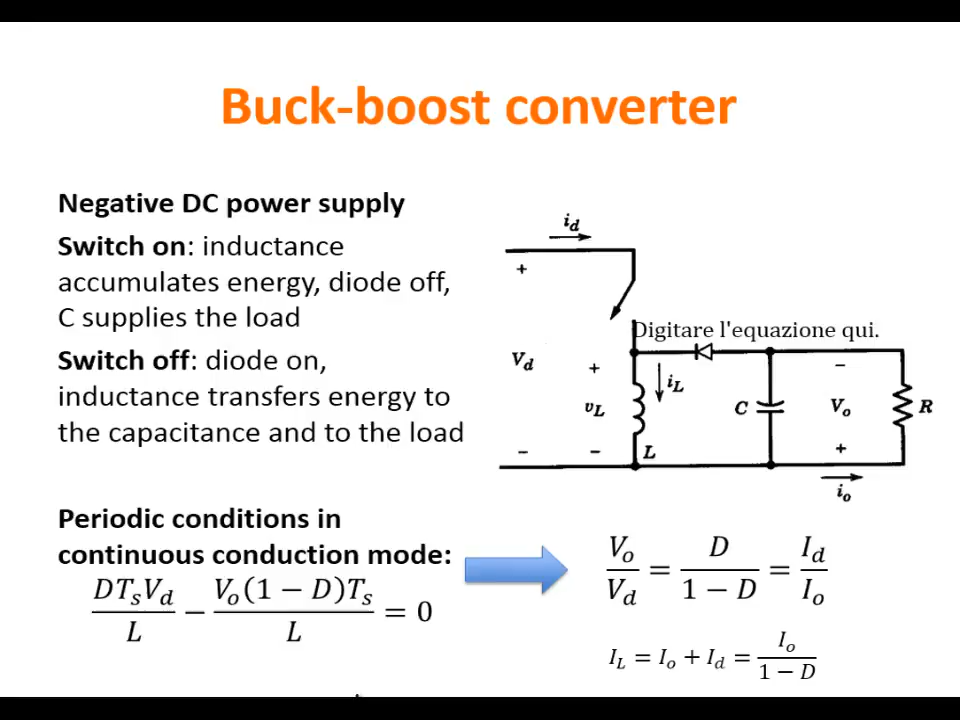 Buck-boost converter
Negative DC power supply
Switch on: inductance
accumulates energy, diode off,
C supplies the load
Switch off: diode on,
inductance transfers energy to
the capacitance and to the load
i_d
+
Digitare l'equazione qui.
V_d
+
i_L
−
v_L
C
V_o
R
−
−
L
+
i_o
Periodic conditions in
continuous conduction mode:
DT_sV_d/L − V_o(1 − D)T_s/L = 0
V_o/V_d = D/(1 − D) = I_d/I_o
I_L = I_o + I_d = I_o/(1 − D)